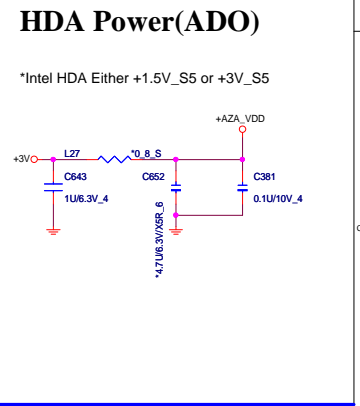 HDA Power(ADO)
*Intel HDA Either +1.5V_S5 or +3V_S5
+AZA_VDD
+3V
L27
*0_8_S
C643
1U/6.3V_4
C652
*4.7U/6.3V/X5R_6
C381
0.1U/10V_4